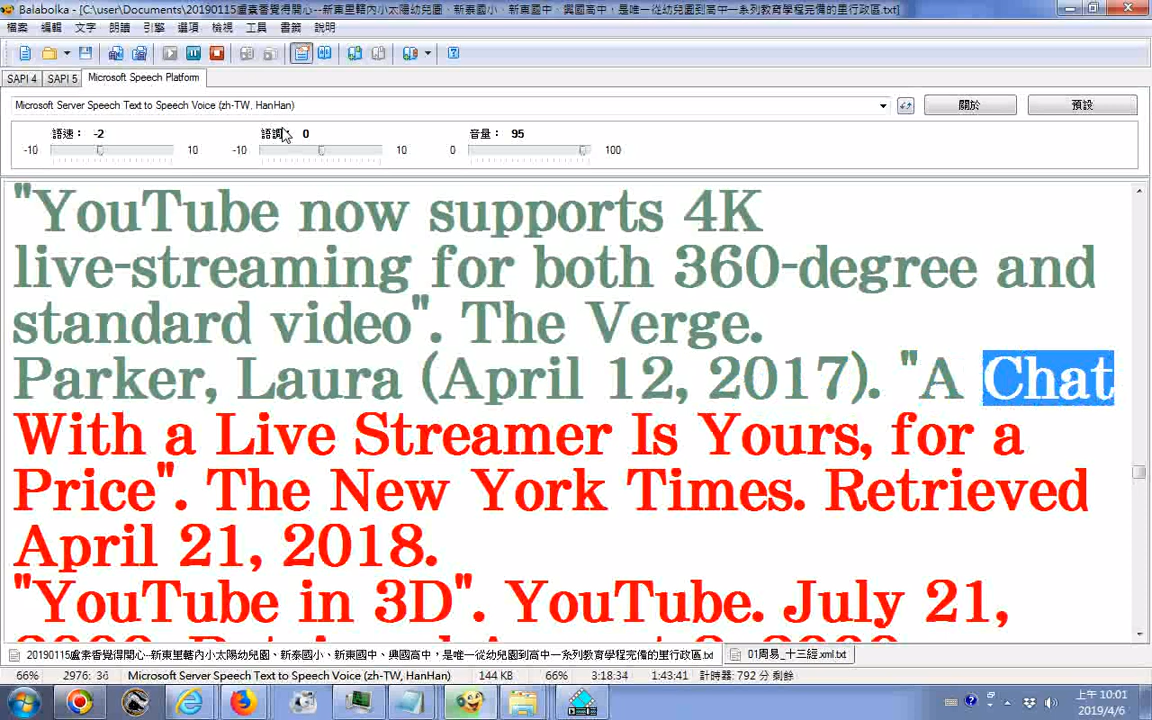 Balabolka - [C:\user\Documents\20190115盧素香覺得開心--新東里轄內小太陽幼兒園、新泰國小、新東國中、興國高中，是唯一從幼兒園到高中一系列教育學程完備的里行政區.txt]
檔案 編輯 文字 朗讀 引擎 選項 檢視 工具 書籤 說明
SAPI 4 SAPI 5 Microsoft Speech Platform
Microsoft Server Speech Text to Speech Voice (zh-TW, HanHan) 關於 預設
語速： -2 語調： 0 音量： 95
-10 10 -10 10 0 100
"YouTube now supports 4K
live-streaming for both 360-degree and
standard video". The Verge.
Parker, Laura (April 12, 2017). "A Chat
With a Live Streamer Is Yours, for a
Price". The New York Times. Retrieved
April 21, 2018.
"YouTube in 3D". YouTube. July 21,
20190115盧素香覺得開心--新東里轄內小太陽幼兒園、新泰國小、新東國中、興國高中，是唯一從幼兒園到高中一系列教育學程完備的里行政區.txt 01周易_十三經.xml.txt
66% 2976: 36 Microsoft Server Speech Text to Speech Voice (zh-TW, HanHan) 144 KB 66% 3:18:34 1:43:41 計時器: 792 分 剩餘
上午 10:01
2019/4/6